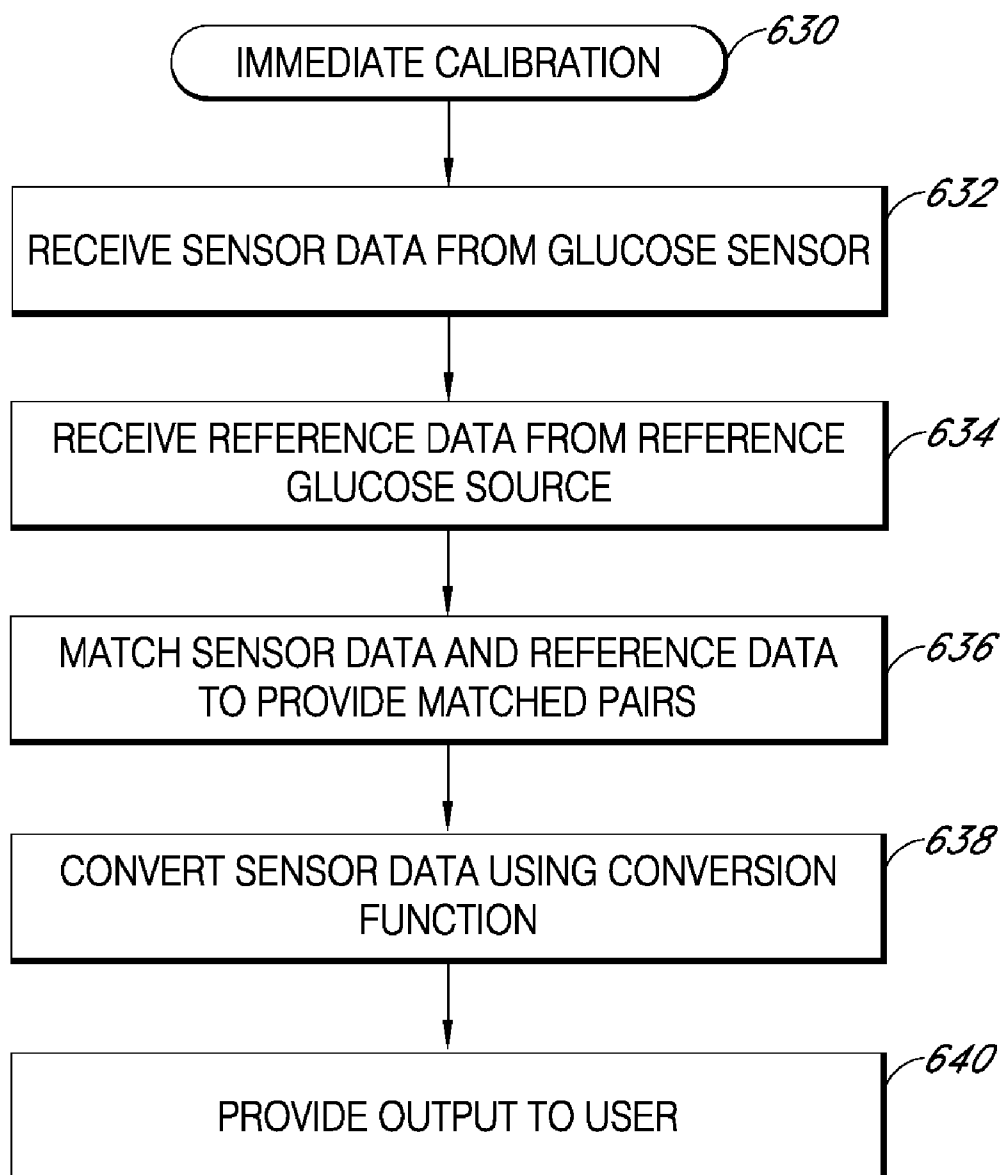 IMMEDIATE CALIBRATION
630
RECEIVE SENSOR DATA FROM GLUCOSE SENSOR
632
RECEIVE REFERENCE DATA FROM REFERENCE
GLUCOSE SOURCE
634
MATCH SENSOR DATA AND REFERENCE DATA
TO PROVIDE MATCHED PAIRS
636
CONVERT SENSOR DATA USING CONVERSION
FUNCTION
638
PROVIDE OUTPUT TO USER
640